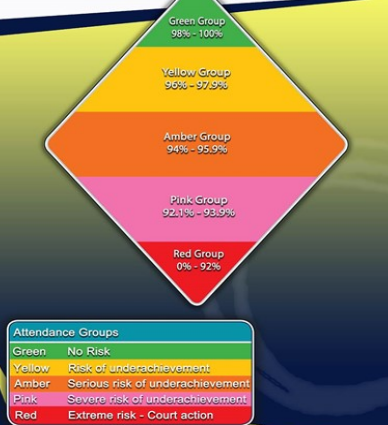 Green Group
98% - 100%
Yellow Group
96% - 97.9%
Amber Group
94% - 95.9%
Pink Group
92.1% - 93.9%
Red Group
0% - 92%
Attendance Groups
Green No Risk
Yellow Risk of underachievement
Amber Serious risk of underachievement
Pink Severe risk of underachievement
Red Extreme risk - Court action